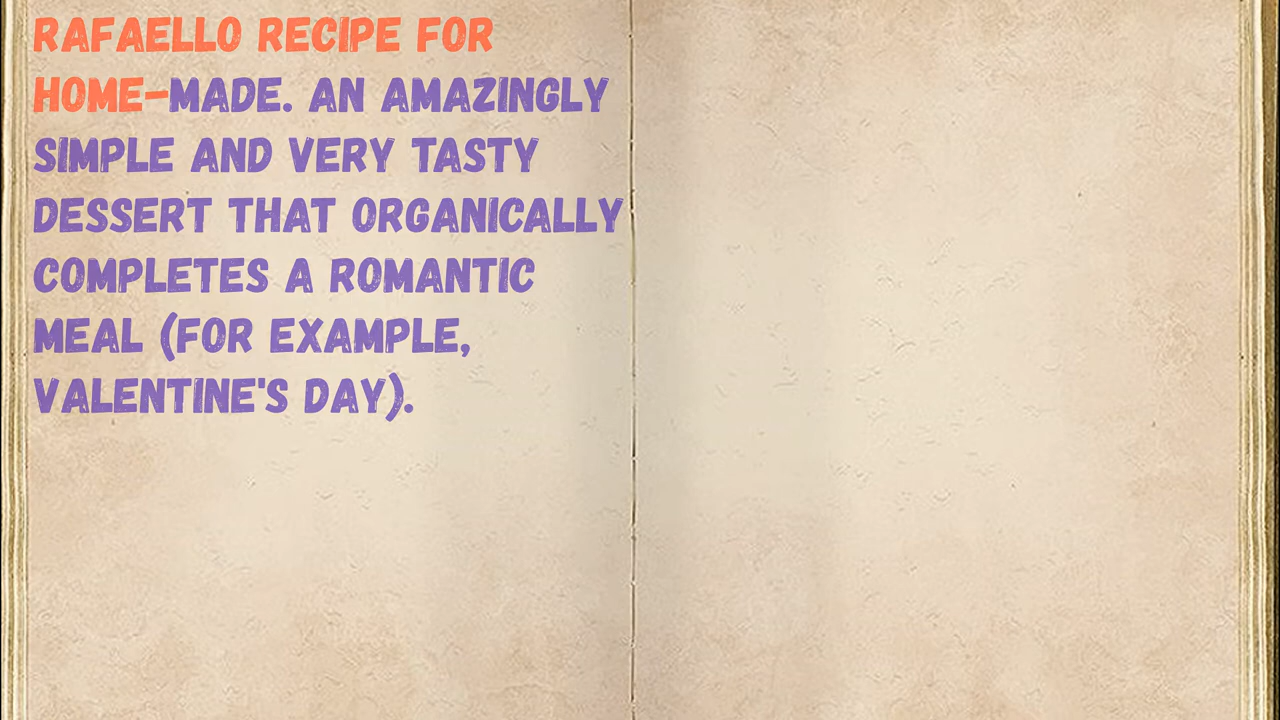 RAFAELLO RECIPE FOR
HOME-MADE. AN AMAZINGLY
SIMPLE AND VERY TASTY
DESSERT THAT ORGANICALLY
COMPLETES A ROMANTIC
MEAL (FOR EXAMPLE,
VALENTINE'S DAY).